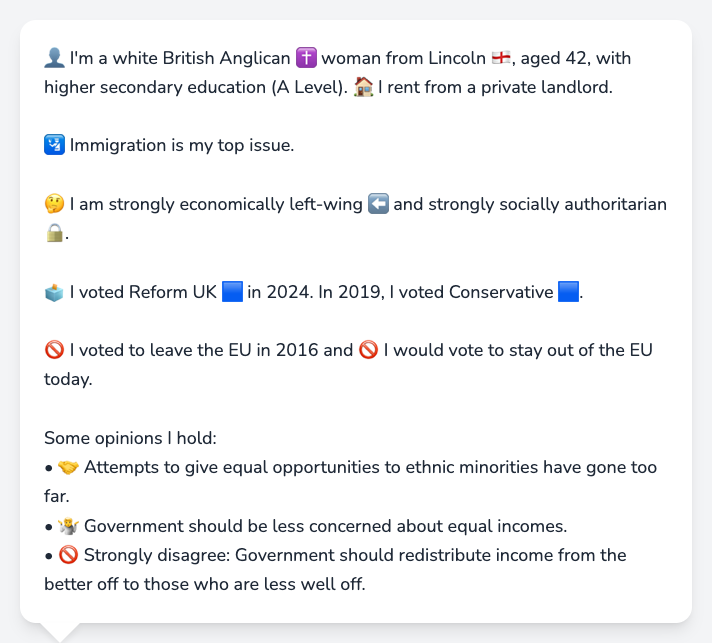 👤 I'm a white British Anglican ✝️ woman from Lincoln 🏴󠁧󠁢󠁥󠁮󠁧󠁿, aged 42, with
higher secondary education (A Level). 🏠 I rent from a private landlord.
🛂 Immigration is my top issue.
🤔 I am strongly economically left-wing ⬅️ and strongly socially authoritarian
🔒.
🗳️ I voted Reform UK 🟦 in 2024. In 2019, I voted Conservative 🟦.
🚫 I voted to leave the EU in 2016 and 🚫 I would vote to stay out of the EU
today.
Some opinions I hold:
• 🤝 Attempts to give equal opportunities to ethnic minorities have gone too
far.
• 🤷 Government should be less concerned about equal incomes.
• 🚫 Strongly disagree: Government should redistribute income from the
better off to those who are less well off.